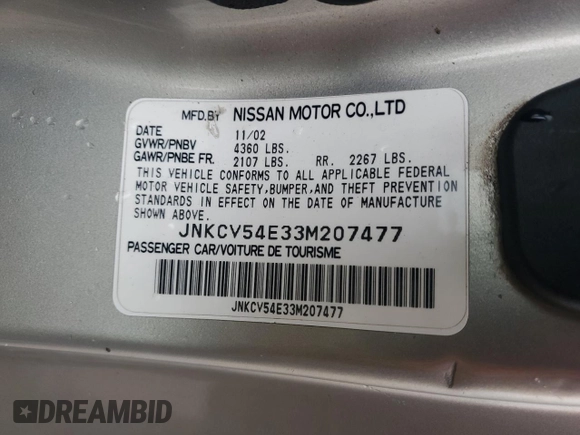 MFD.BY NISSAN MOTOR CO.,LTD
DATE 11/02
GVWR/PNBV 4360 LBS.
GAWR/PNBE FR. 2107 LBS. RR. 2267 LBS.
THIS VEHICLE CONFORMS TO ALL APPLICABLE FEDERAL
MOTOR VEHICLE SAFETY,BUMPER,AND THEFT PREVENTION
STANDARDS IN EFFECT ON THE DATE OF MANUFACTURE
SHOWN ABOVE.
JNKCV54E33M207477
PASSENGER CAR/VOITURE DE TOURISME
JNKCV54E33M207477
DREAMBID